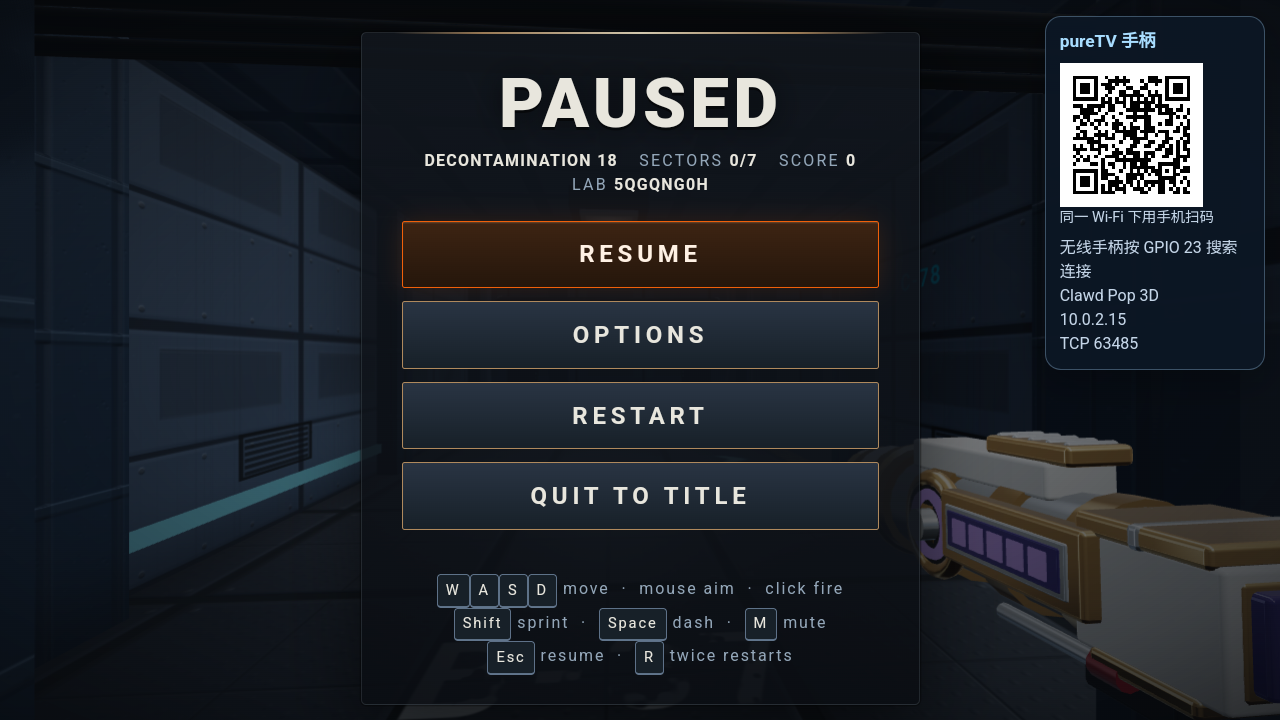 PAUSED
DECONTAMINATION 18 SECTORS 0/7 SCORE 0
LAB 5QGQNG0H
RESUME
OPTIONS
RESTART
QUIT TO TITLE
W A S D move · mouse aim · click fire
Shift sprint · Space dash · M mute
Esc resume · R twice restarts
pureTV 手柄
同一 Wi-Fi 下用手机扫码
无线手柄按 GPIO 23 搜索
连接
Clawd Pop 3D
10.0.2.15
TCP 63485
78